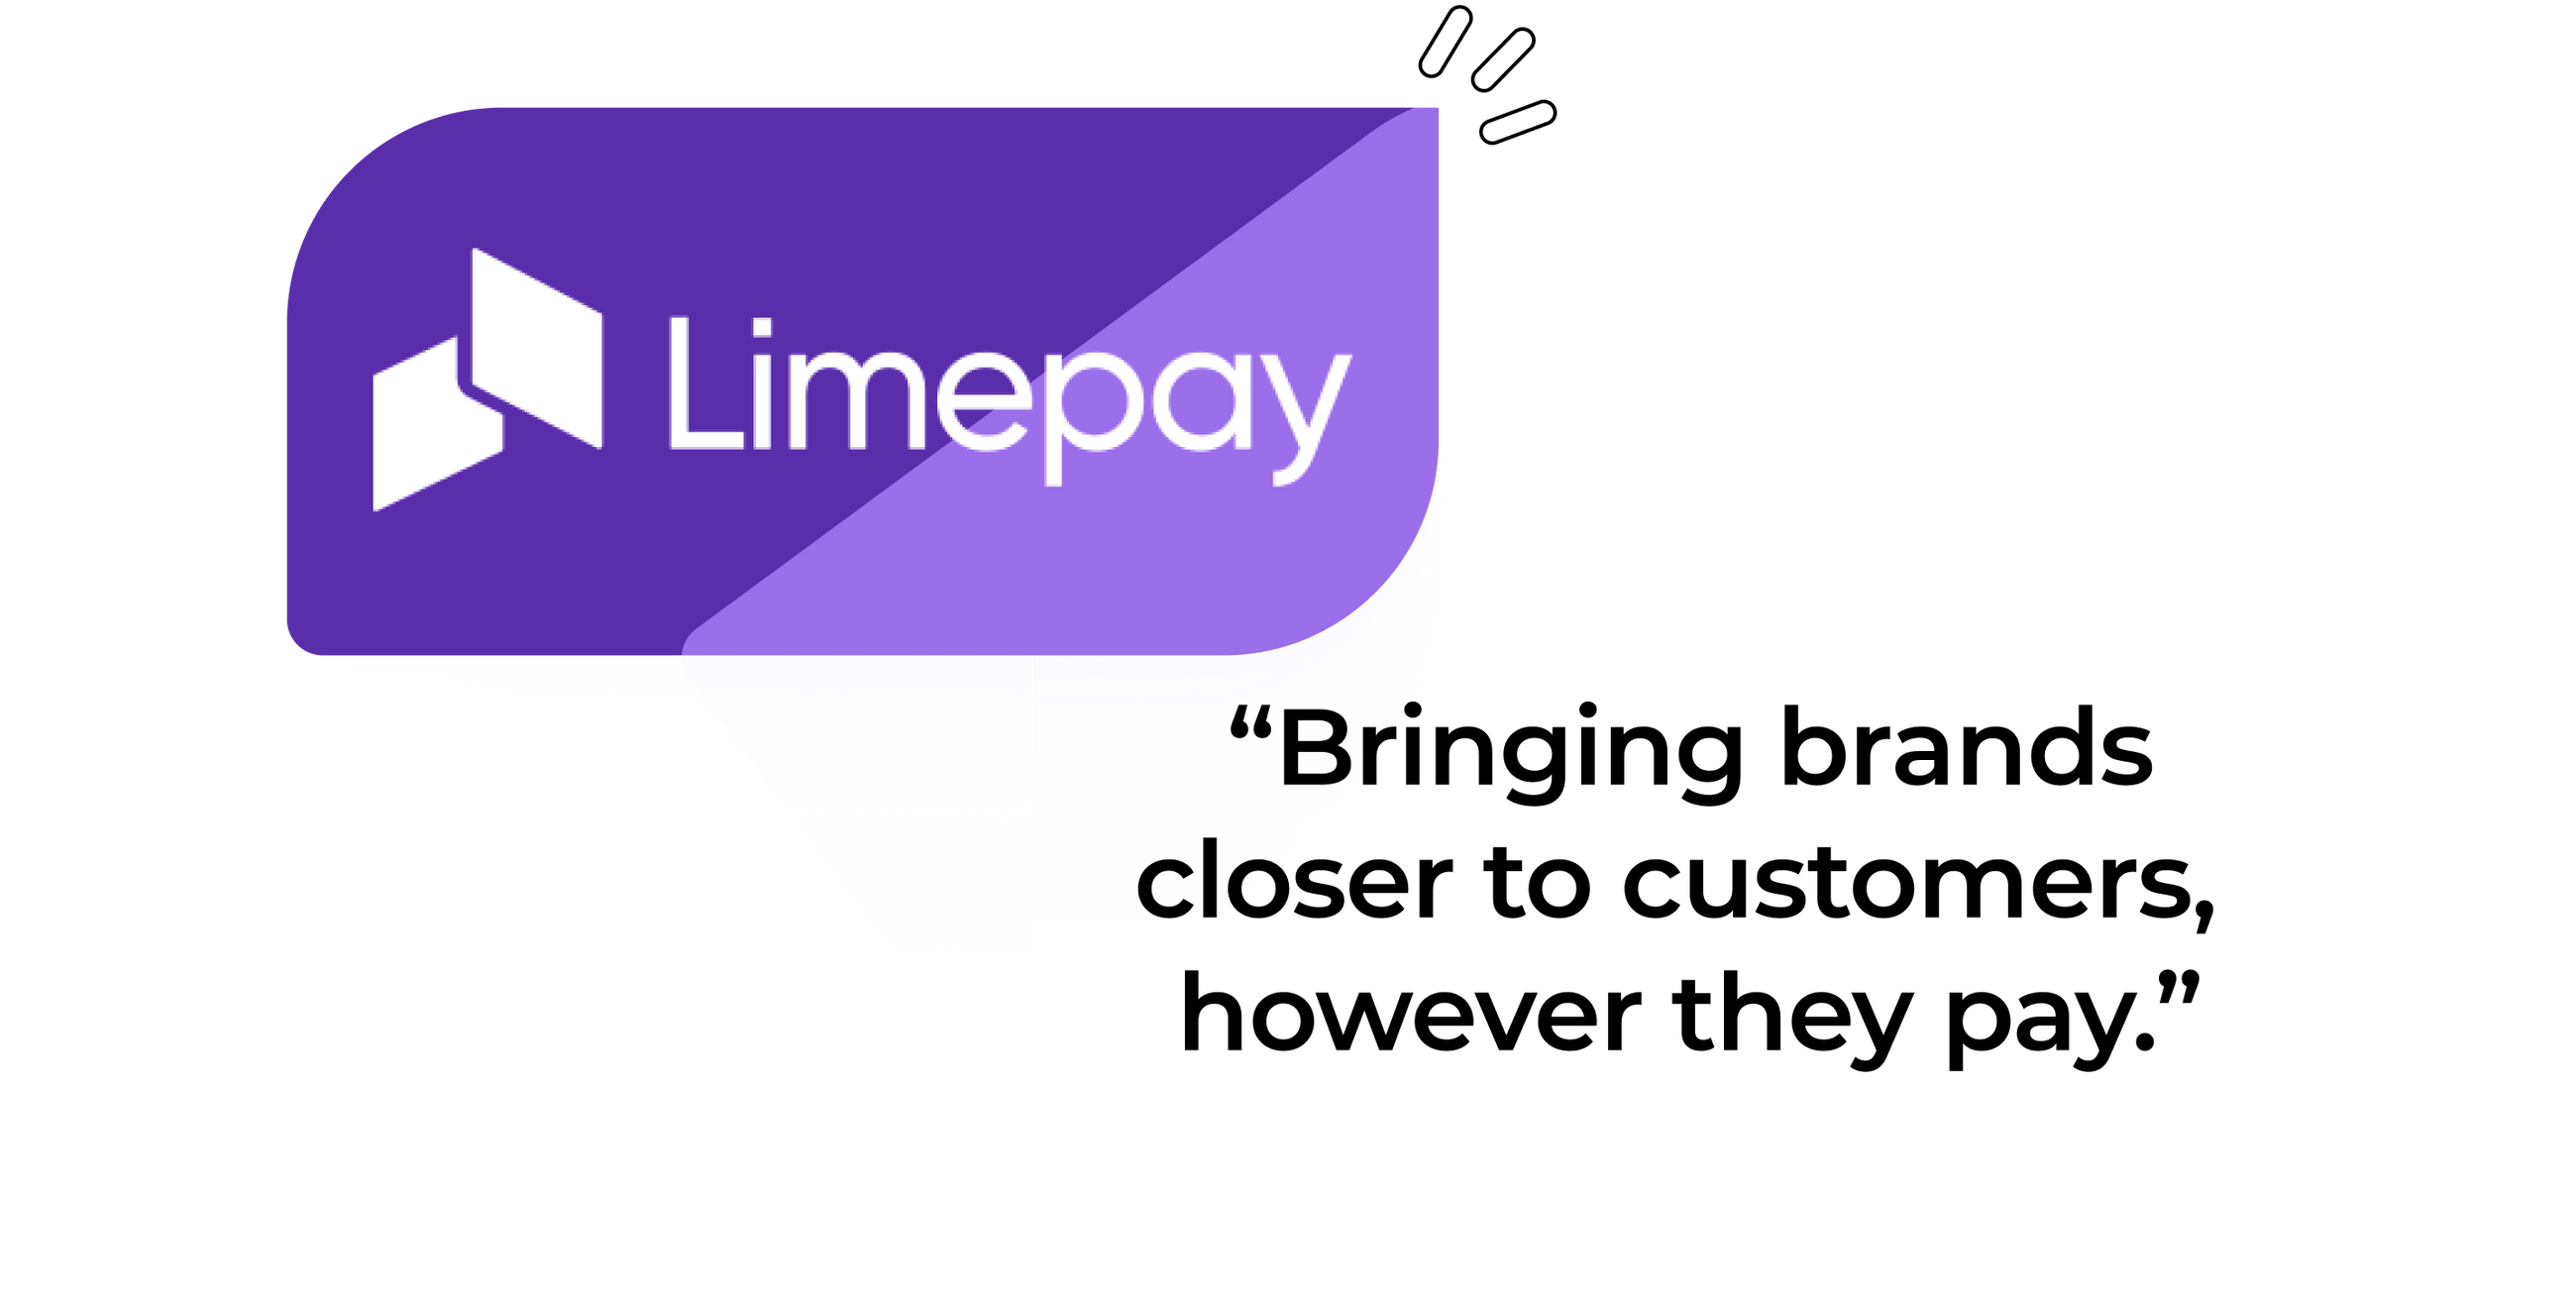 Limepay
“Bringing brands
closer to customers,
however they pay.”